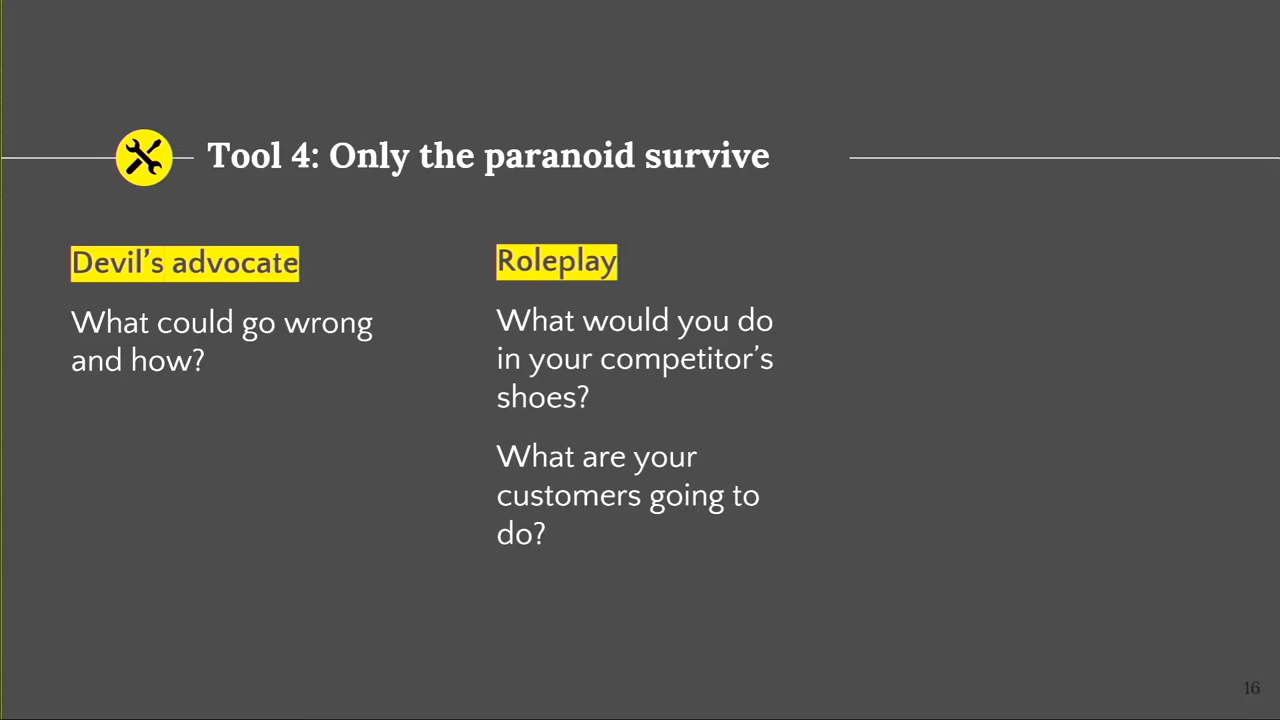 Tool 4: Only the paranoid survive
Devil’s advocate
What could go wrong
and how?
Roleplay
What would you do
in your competitor’s
shoes?
What are your
customers going to
do?
16